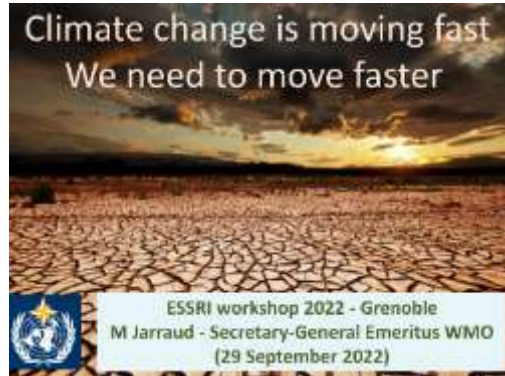 Climate change is moving fast
We need to move faster
ESSRI workshop 2022 - Grenoble
M Jarraud - Secretary-General Emeritus WMO
(29 September 2022)